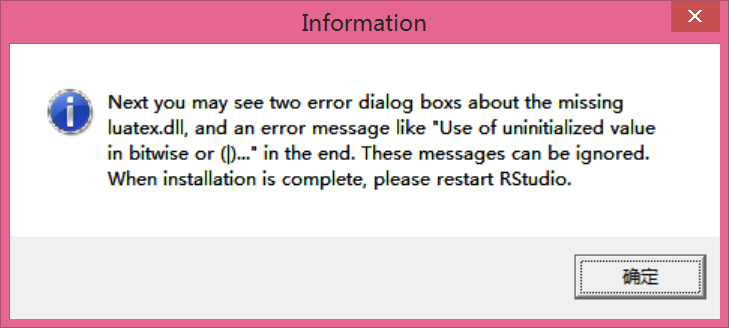 Information
Next you may see two error dialog boxs about the missing
luatex.dll, and an error message like "Use of uninitialized value
in bitwise or (|)..." in the end. These messages can be ignored.
When installation is complete, please restart RStudio.
确定